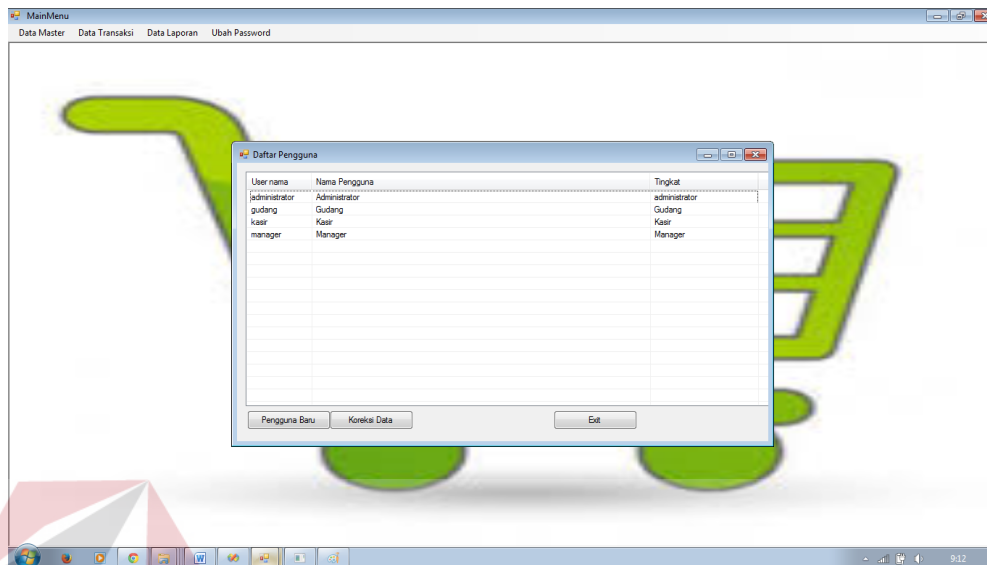 MainMenu
Data Master Data Transaksi Data Laporan Ubah Password
Daftar Pengguna
User nama Nama Pengguna Tingkat
administrator Administrator administrator
gudang Gudang Gudang
kasir Kasir Kasir
manager Manager Manager
Pengguna Baru Koreksi Data Exit
9:12